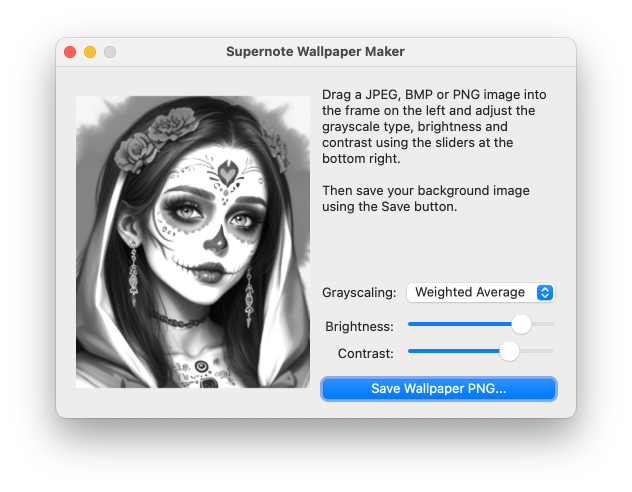 Supernote Wallpaper Maker
Drag a JPEG, BMP or PNG image into
the frame on the left and adjust the
grayscale type, brightness and
contrast using the sliders at the
bottom right.
Then save your background image
using the Save button.
Grayscaling: Weighted Average
Brightness:
Contrast:
Save Wallpaper PNG...